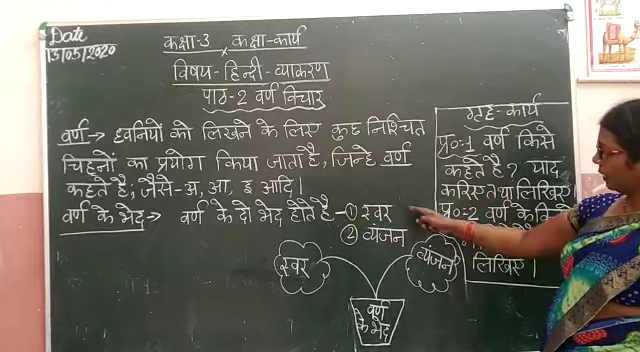 Date
13/05/2020
कक्षा-3 कक्षा-कार्य
विषय-हिन्दी-व्याकरण
पाठ-2 वर्ण विचार
वर्ण → ध्वनियों को लिखने के लिए कुछ निश्चित
चिह्नों का प्रयोग किया जाता है, जिन्हें वर्ण
कहते है; जैसे-अ, आ, इ आदि।
वर्ण के भेद → वर्ण के दो भेद होते है-① स्वर
② व्यंजन
स्वर
व्यंजन
वर्ण
के भेद
गृह-कार्य
प्र०:1 वर्ण किसे
कहते है? याद
करिए तथा लिखिए
प्र०:2 वर्ण के
लिखिए।